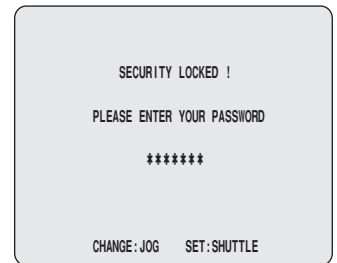 SECURITY LOCKED !
PLEASE ENTER YOUR PASSWORD
*******
CHANGE:JOG SET:SHUTTLE